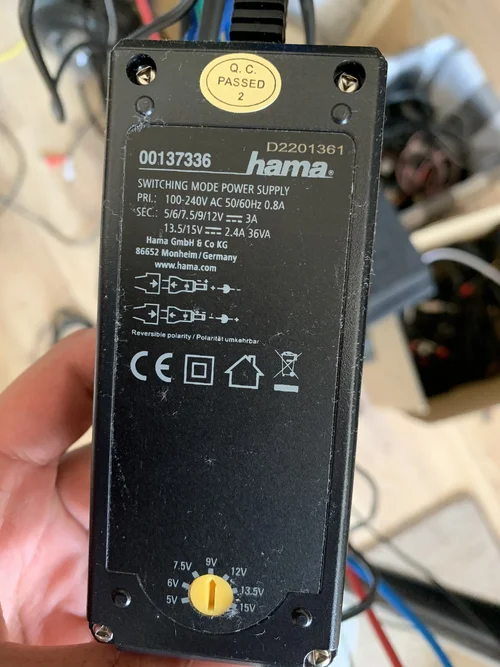 Q. C.
PASSED
2
D2201361
00137336 hama®
SWITCHING MODE POWER SUPPLY
PRI.: 100-240V AC 50/60Hz 0.8A
SEC.: 5/6/7.5/9/12V ⎓ 3A
13.5/15V ⎓ 2.4A 36VA
Hama GmbH & Co KG
86652 Monheim/Germany
www.hama.com
Reversible polarity / Polarität umkehrbar
CE
5V 6V 7.5V 9V 12V 13.5V 15V